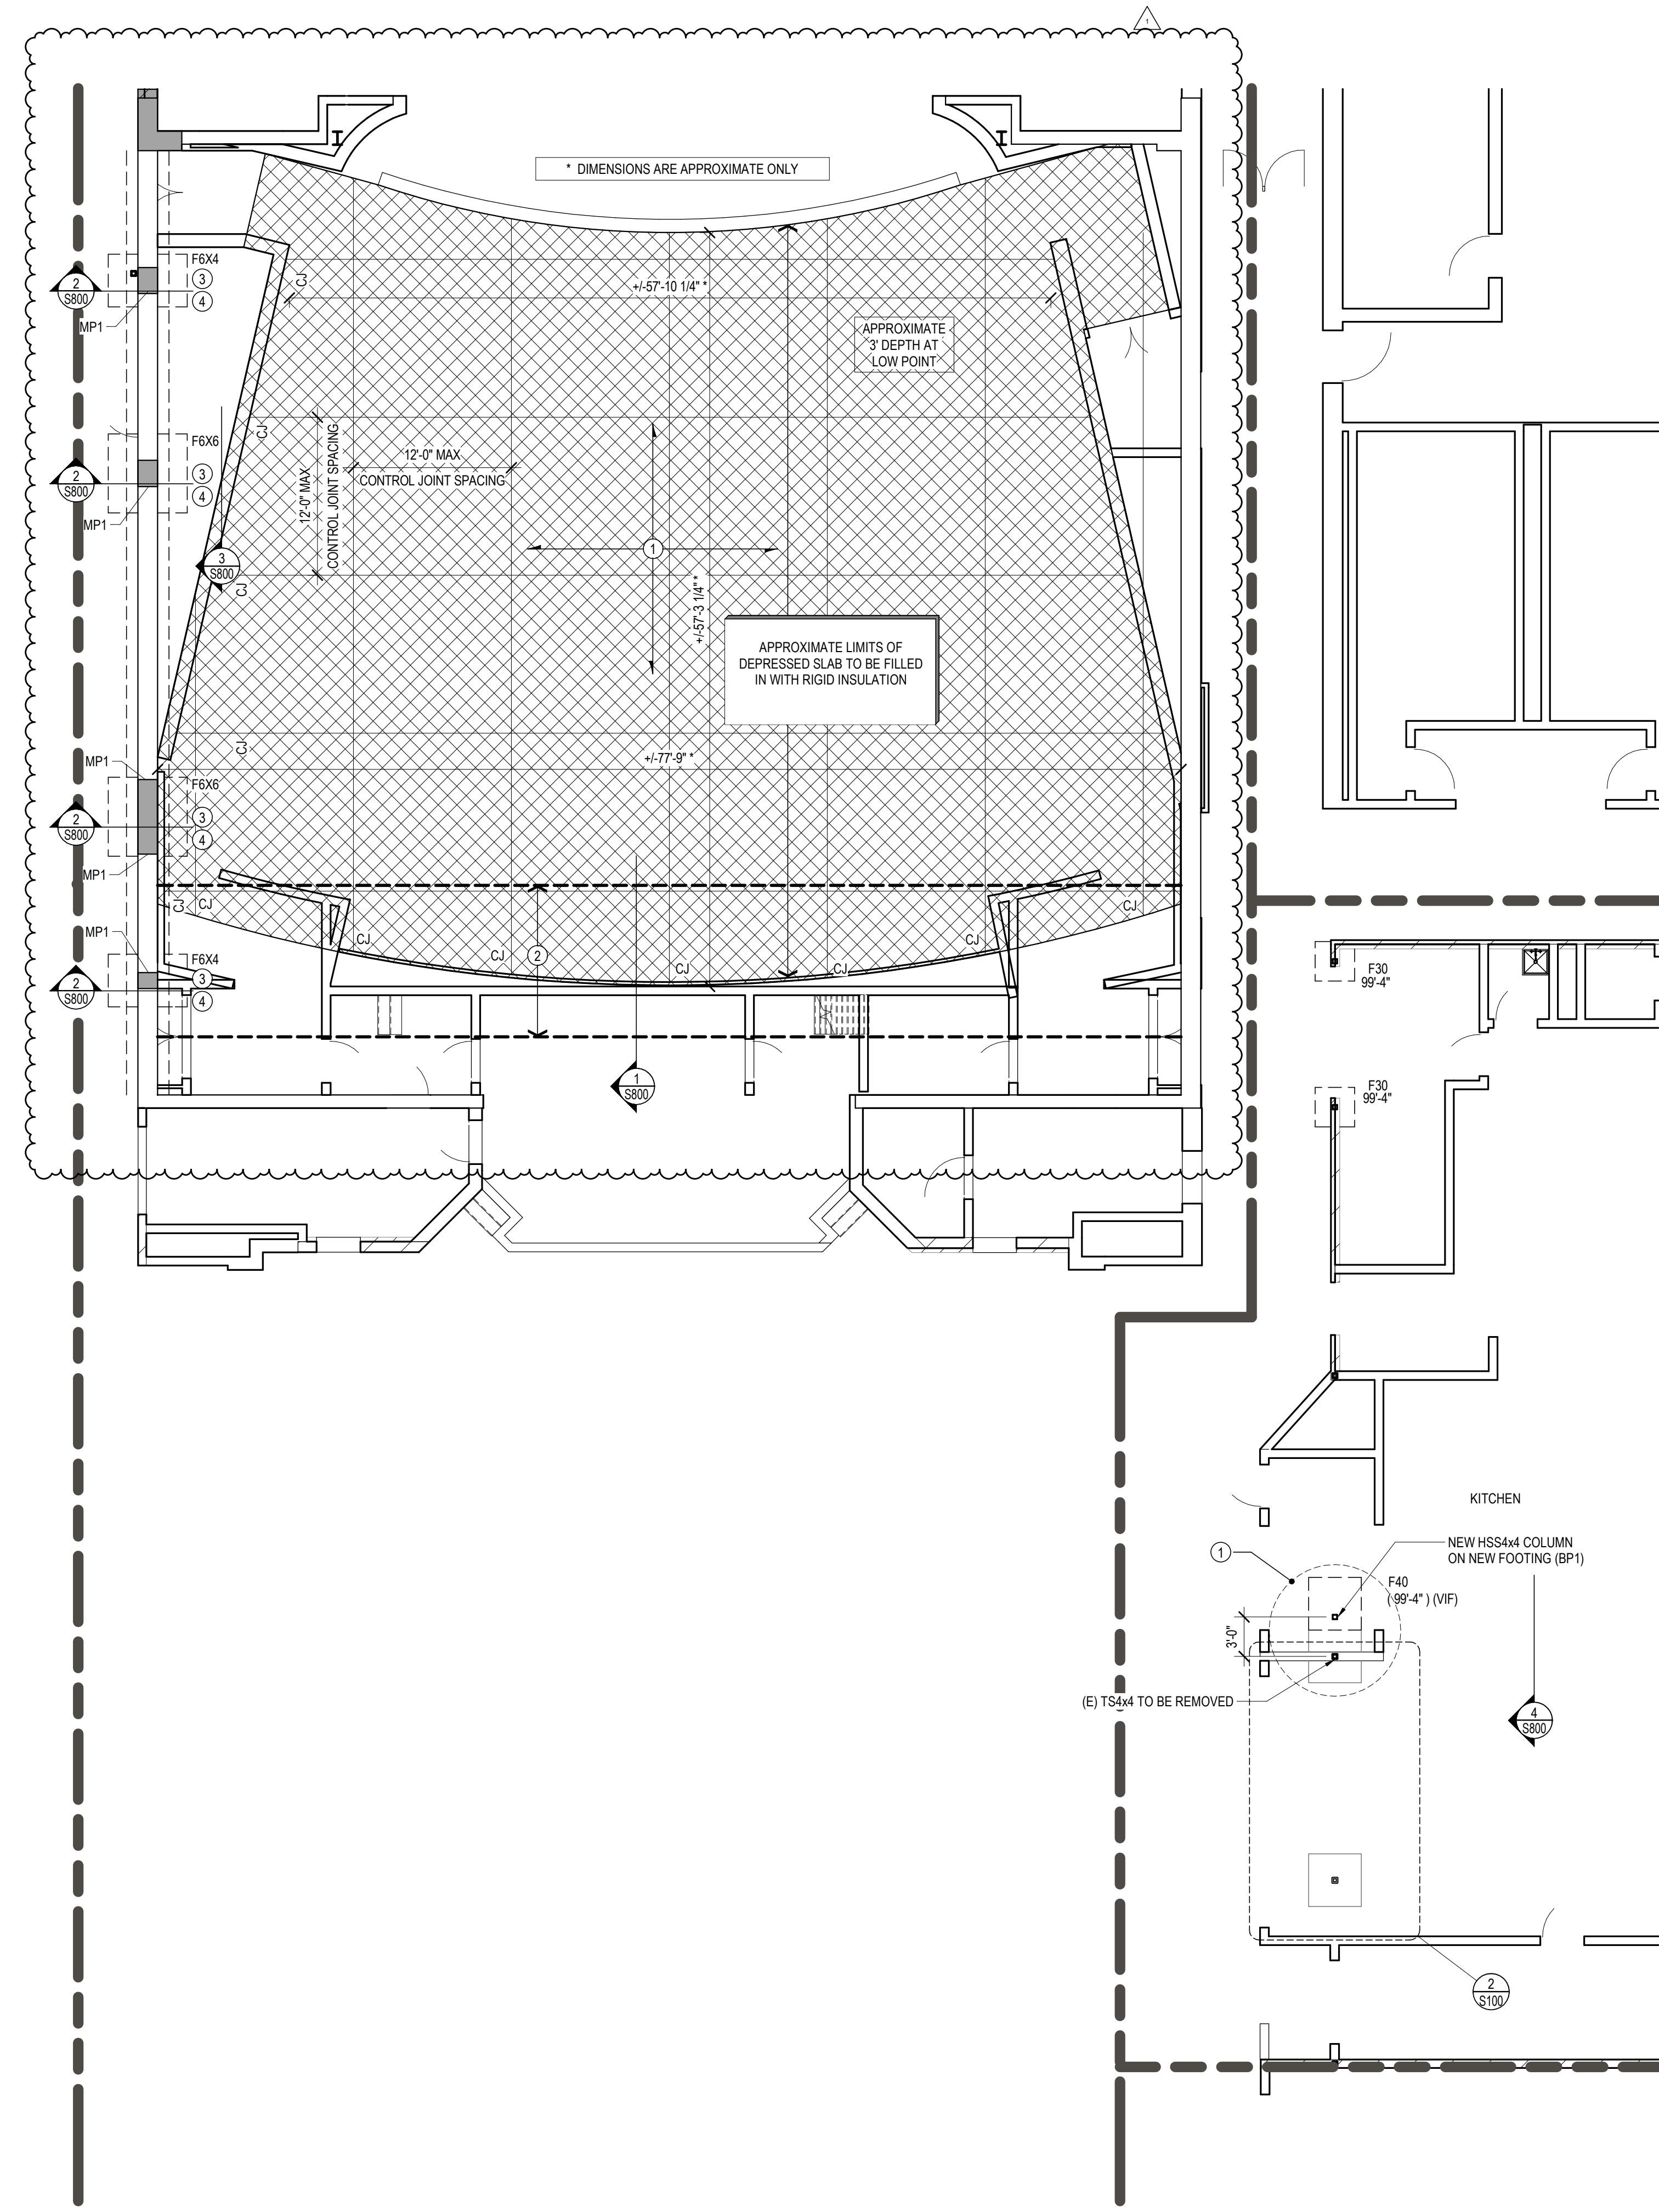 1
* DIMENSIONS ARE APPROXIMATE ONLY
F6X4
3
4
2
S800
MP1
CJ
+/-57'-10 1/4" *
APPROXIMATE
3' DEPTH AT
LOW POINT
F6X6
3
4
2
S800
MP1
CJ
12'-0" MAX
CONTROL JOINT SPACING
12'-0" MAX
CONTROL JOINT SPACING
1
3
S800
CJ
+/-57'-3 1/4" *
APPROXIMATE LIMITS OF
DEPRESSED SLAB TO BE FILLED
IN WITH RIGID INSULATION
CJ
+/-77'-9" *
MP1
F6X6
3
4
2
S800
MP1
CJ
CJ
CJ
MP1
CJ
CJ
CJ
CJ
CJ
2
F6X4
3
4
2
S800
1
S800
F30
99'-4"
F30
99'-4"
KITCHEN
NEW HSS4x4 COLUMN
ON NEW FOOTING (BP1)
1
F40
( 99'-4" ) (VIF)
3'-0"
(E) TS4x4 TO BE REMOVED
4
S800
2
S100